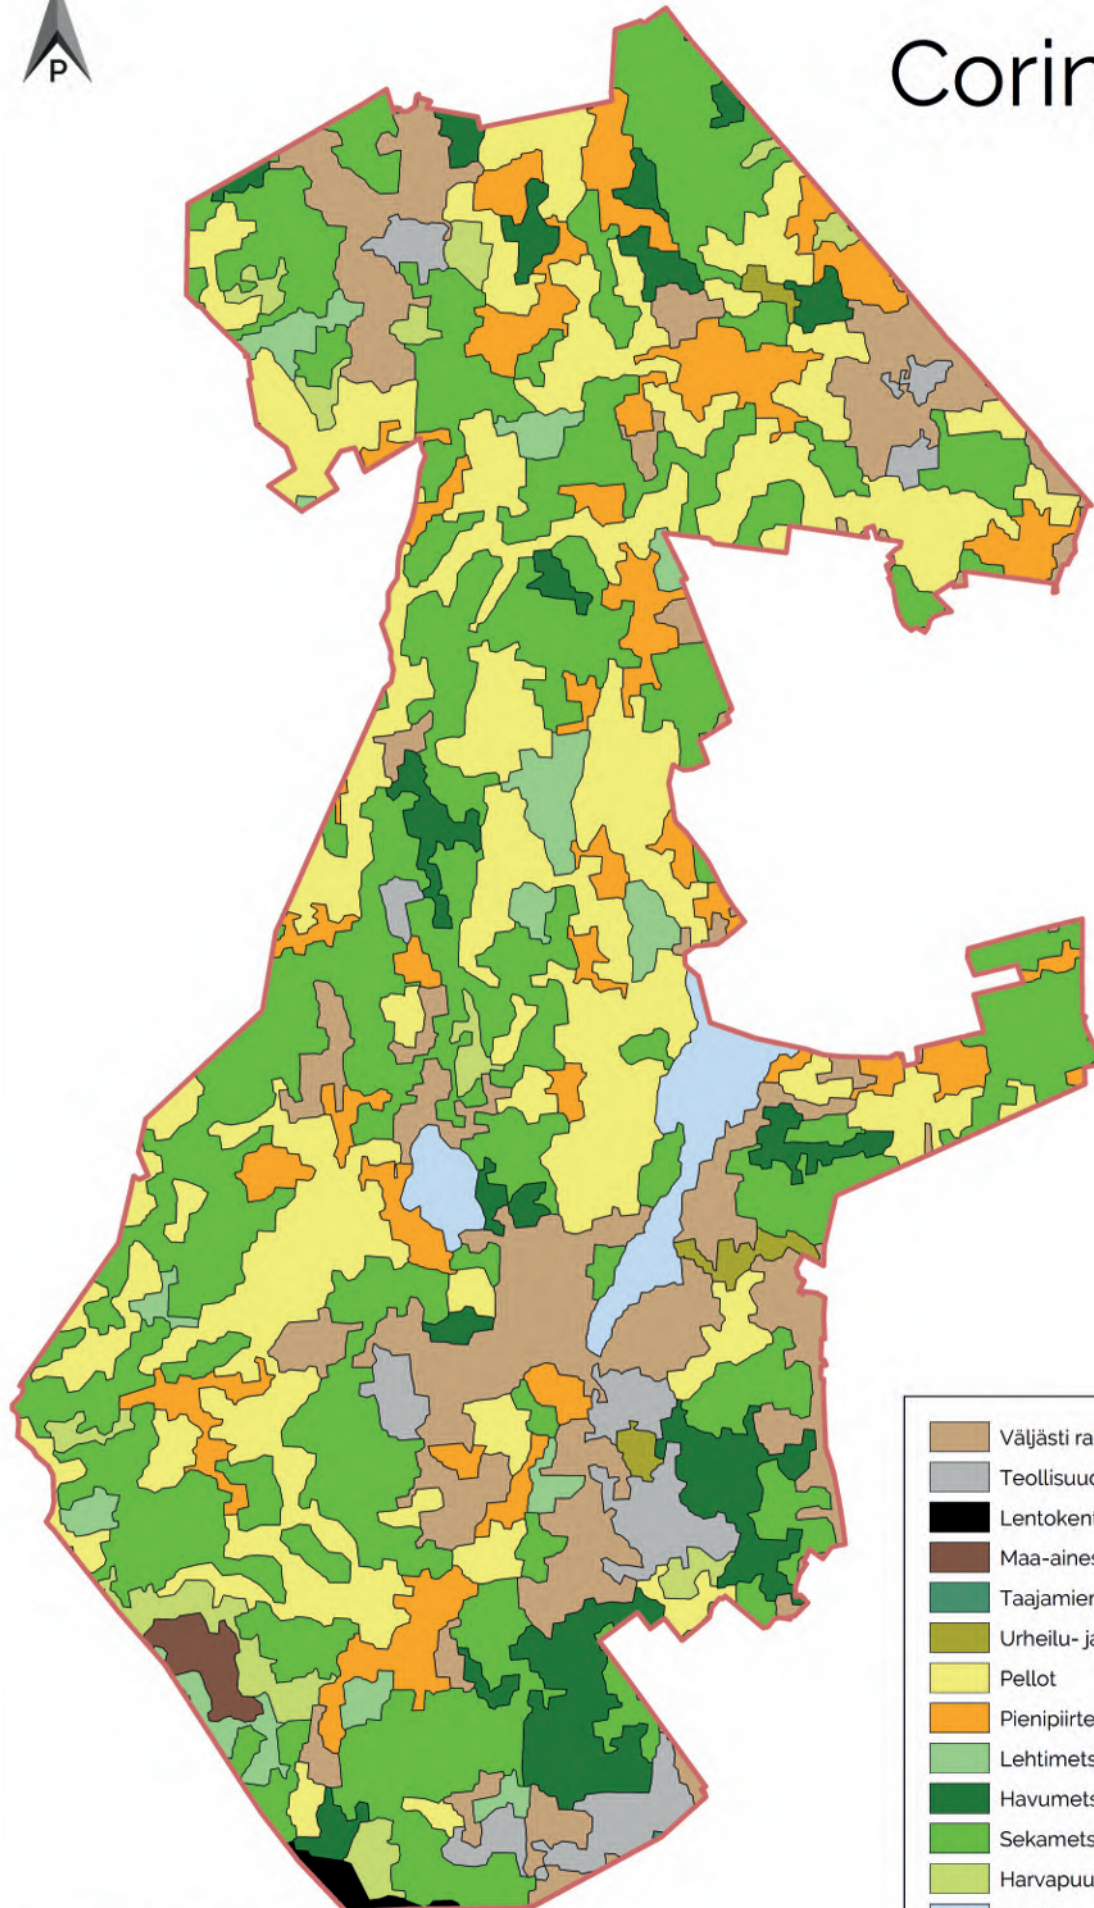 P
Corin
Väljästi ra
Teollisuud
Lentokent
Maa-aines
Taajamien
Urheilu- ja
Pellot
Pienipiirte
Lehtimets
Havumets
Sekamets
Harvapuu